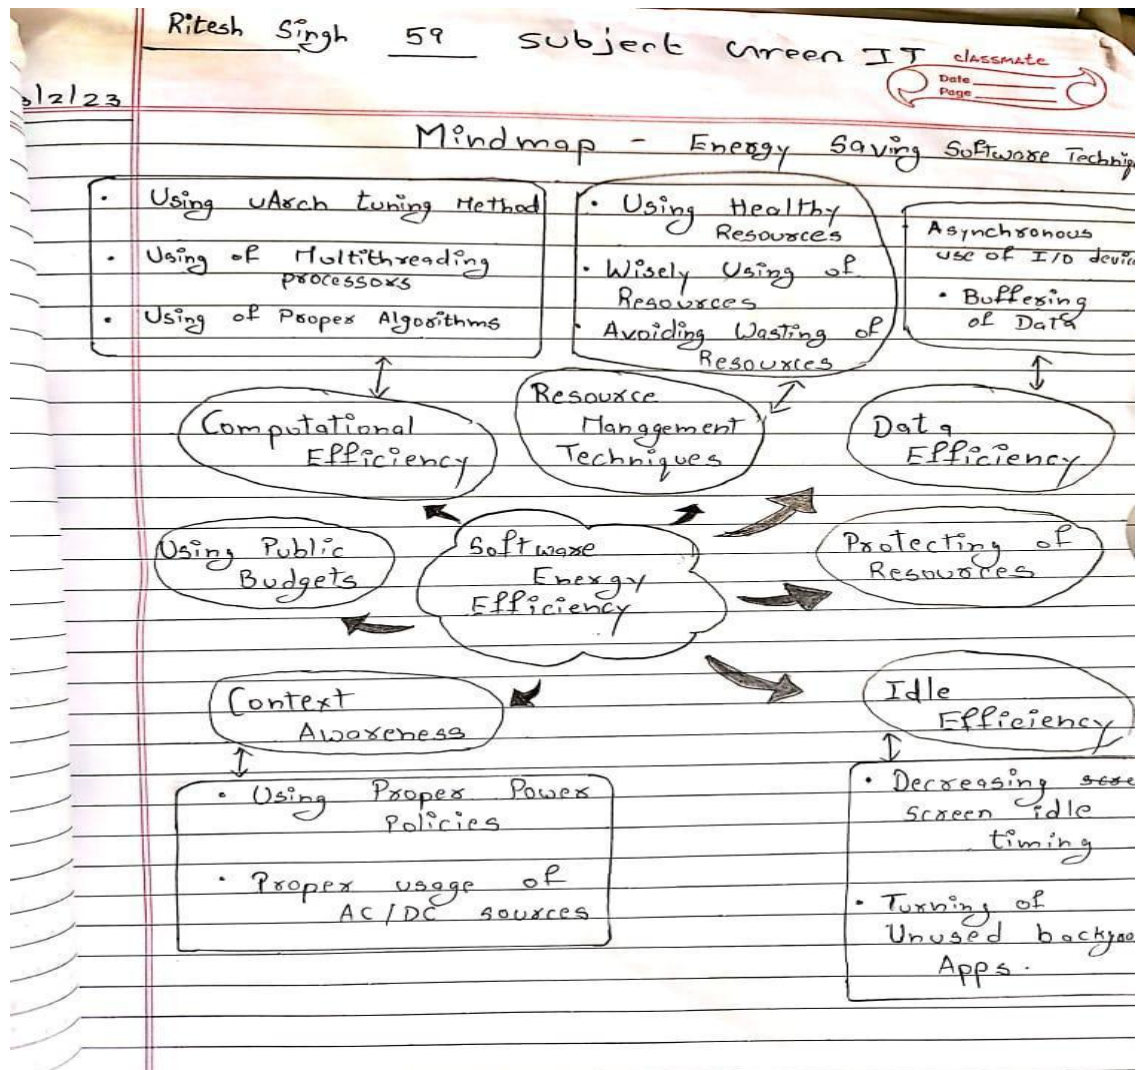 Ritesh Singh 59 Subject Green IT
classmate
Date
Page
/2/23
Mindmap - Energy Saving Software Techniq
• Using uArch tuning Method
• Using of Multithreading
processors
• Using of Proper Algorithms
• Using Healthy
Resources
• Wisely Using of
Resources
• Avoiding Wasting of
Resources
Asynchronous
use of I/O device
• Buffering
of Data
Computational
Efficiency
Resource
Management
Techniques
Data
Efficiency
Using Public
Budgets
Software
Energy
Efficiency
Protecting of
Resources
Context
Awareness
Idle
Efficiency
• Using Proper Power
Policies
• Proper usage of
AC/DC sources
• Decreasing
screen idle
timing
• Turning of
Unused backgro
Apps.